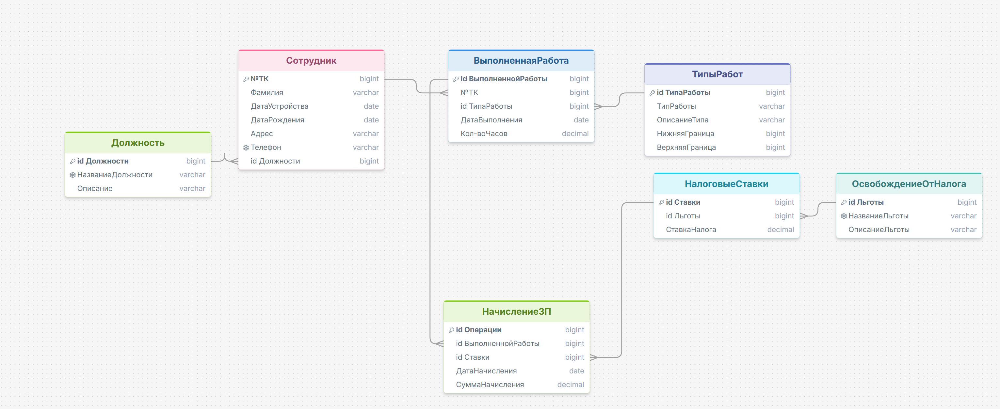 Должность
id Должности bigint
НазваниеДолжности varchar
Описание varchar
Сотрудник
№ТК bigint
Фамилия varchar
ДатаУстройства date
ДатаРождения date
Адрес varchar
Телефон varchar
id Должности bigint
ВыполненнаяРабота
id ВыполненнойРаботы bigint
№ТК bigint
id ТипаРаботы bigint
ДатаВыполнения date
Кол-воЧасов decimal
ТипыРабот
id ТипаРаботы bigint
ТипРаботы varchar
ОписаниеТипа varchar
НижняяГраница bigint
ВерхняяГраница bigint
НалоговыеСтавки
id Ставки bigint
id Льготы bigint
СтавкаНалога decimal
ОсвобождениеОтНалога
id Льготы bigint
НазваниеЛьготы varchar
ОписаниеЛьготы varchar
НачислениеЗП
id Операции bigint
id ВыполненнойРаботы bigint
id Ставки bigint
ДатаНачисления date
СуммаНачисления decimal